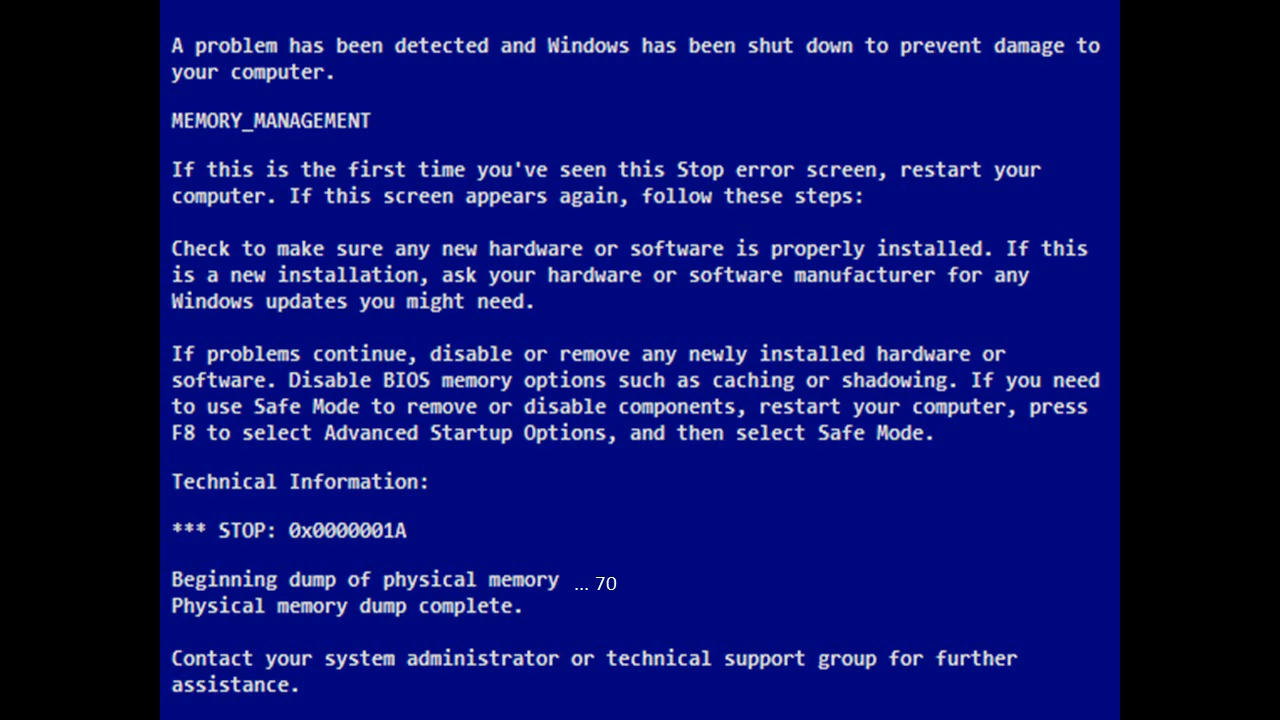 A problem has been detected and Windows has been shut down to prevent damage to
your computer.
MEMORY_MANAGEMENT
If this is the first time you've seen this Stop error screen, restart your
computer. If this screen appears again, follow these steps:
Check to make sure any new hardware or software is properly installed. If this
is a new installation, ask your hardware or software manufacturer for any
Windows updates you might need.
If problems continue, disable or remove any newly installed hardware or
software. Disable BIOS memory options such as caching or shadowing. If you need
to use Safe Mode to remove or disable components, restart your computer, press
F8 to select Advanced Startup Options, and then select Safe Mode.
Technical Information:
*** STOP: 0x0000001A
Beginning dump of physical memory ... 70
Physical memory dump complete.
Contact your system administrator or technical support group for further
assistance.